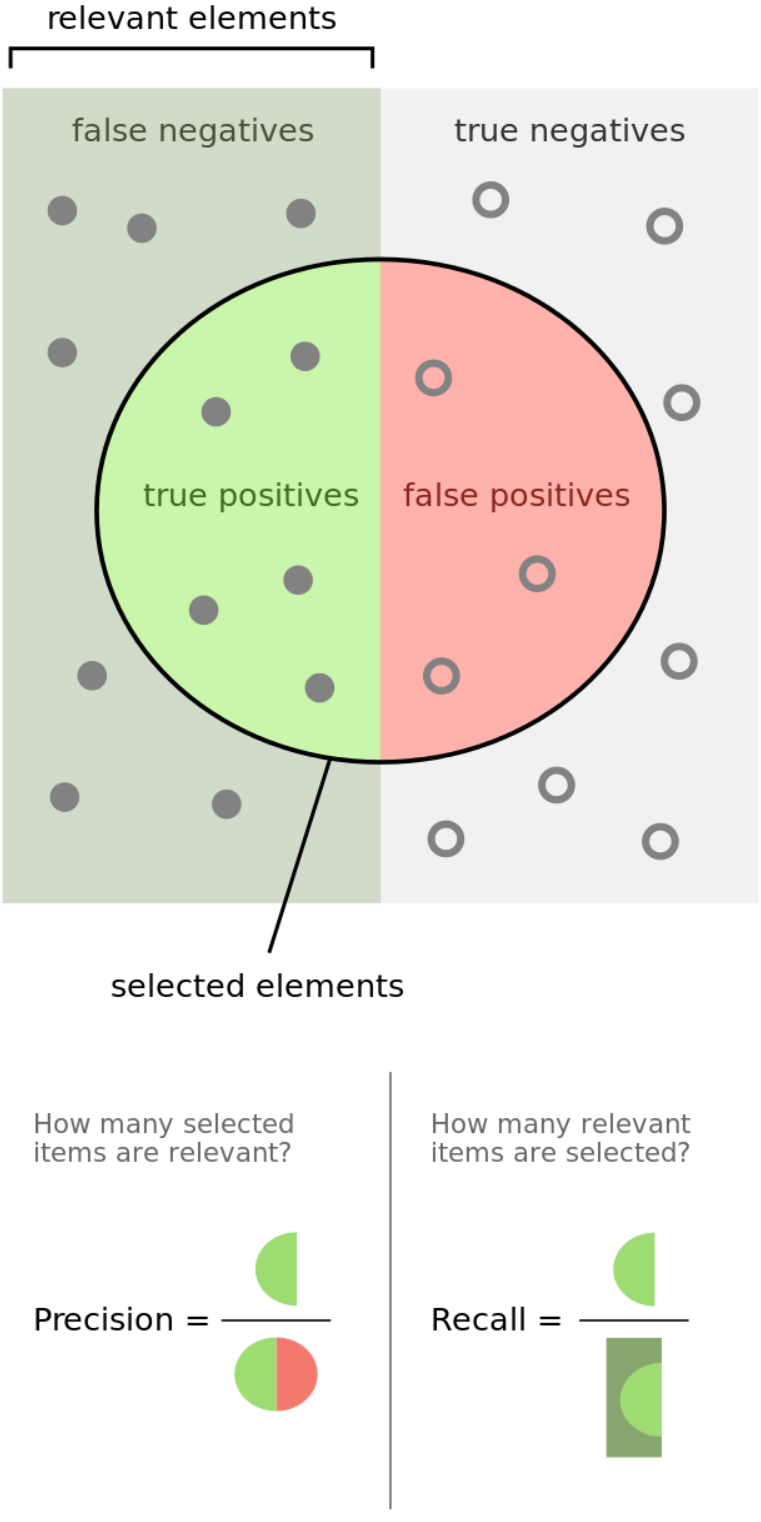 relevant elements
false negatives
true negatives
true positives
false positives
selected elements
How many selected
items are relevant?
How many relevant
items are selected?
Precision =
Recall =